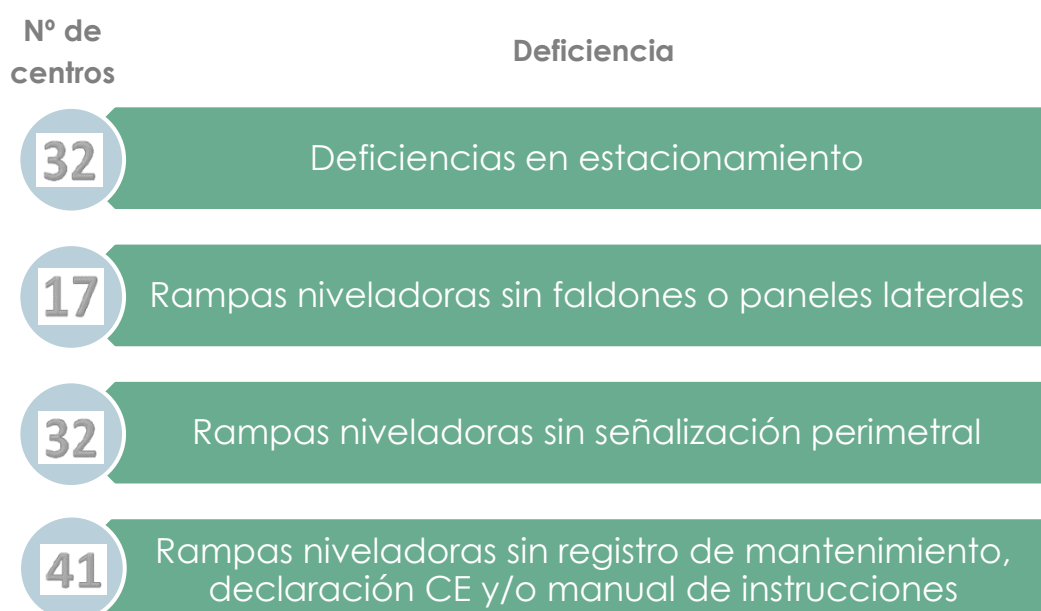 Nº de
centros
Deficiencia
32
Deficiencias en estacionamiento
17
Rampas niveladoras sin faldones o paneles laterales
32
Rampas niveladoras sin señalización perimetral
41
Rampas niveladoras sin registro de mantenimiento,
declaración CE y/o manual de instrucciones